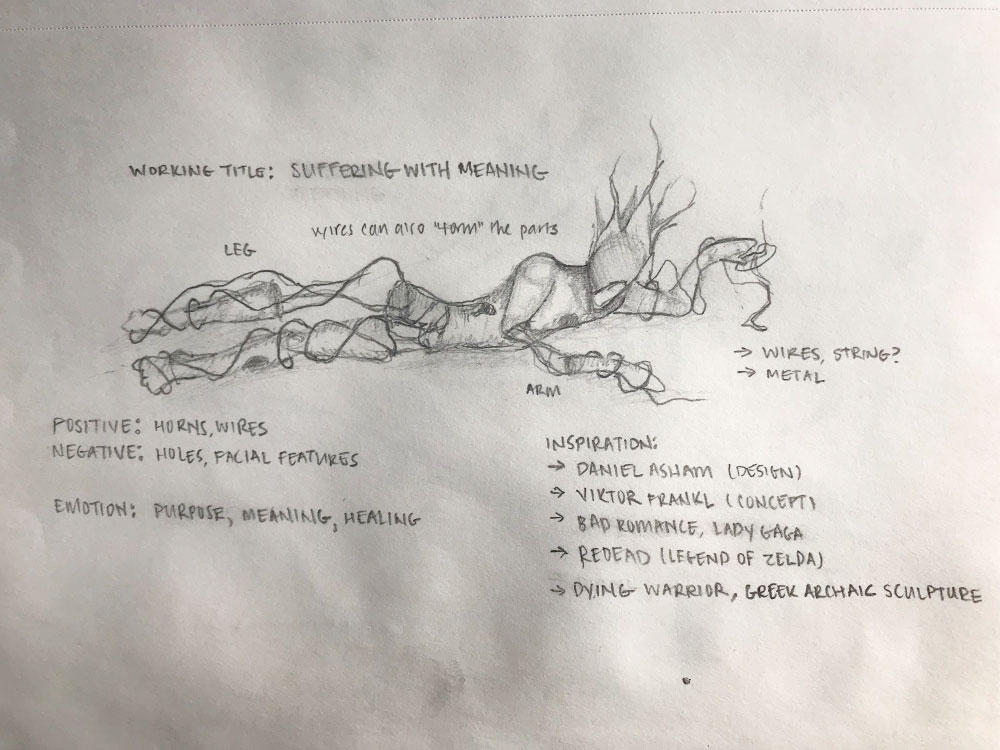 WORKING TITLE: SUFFERING WITH MEANING
wires can also "form" the parts
LEG
→ WIRES, STRING?
→ METAL
ARM
POSITIVE: HORNS, WIRES
NEGATIVE: HOLES, FACIAL FEATURES
EMOTION: PURPOSE, MEANING, HEALING
INSPIRATION:
→ DANIEL ASHAM (DESIGN)
→ VIKTOR FRANKL (CONCEPT)
→ BAD ROMANCE, LADY GAGA
→ REDEAD (LEGEND OF ZELDA)
→ DYING WARRIOR, GREEK ARCHAIC SCULPTURE